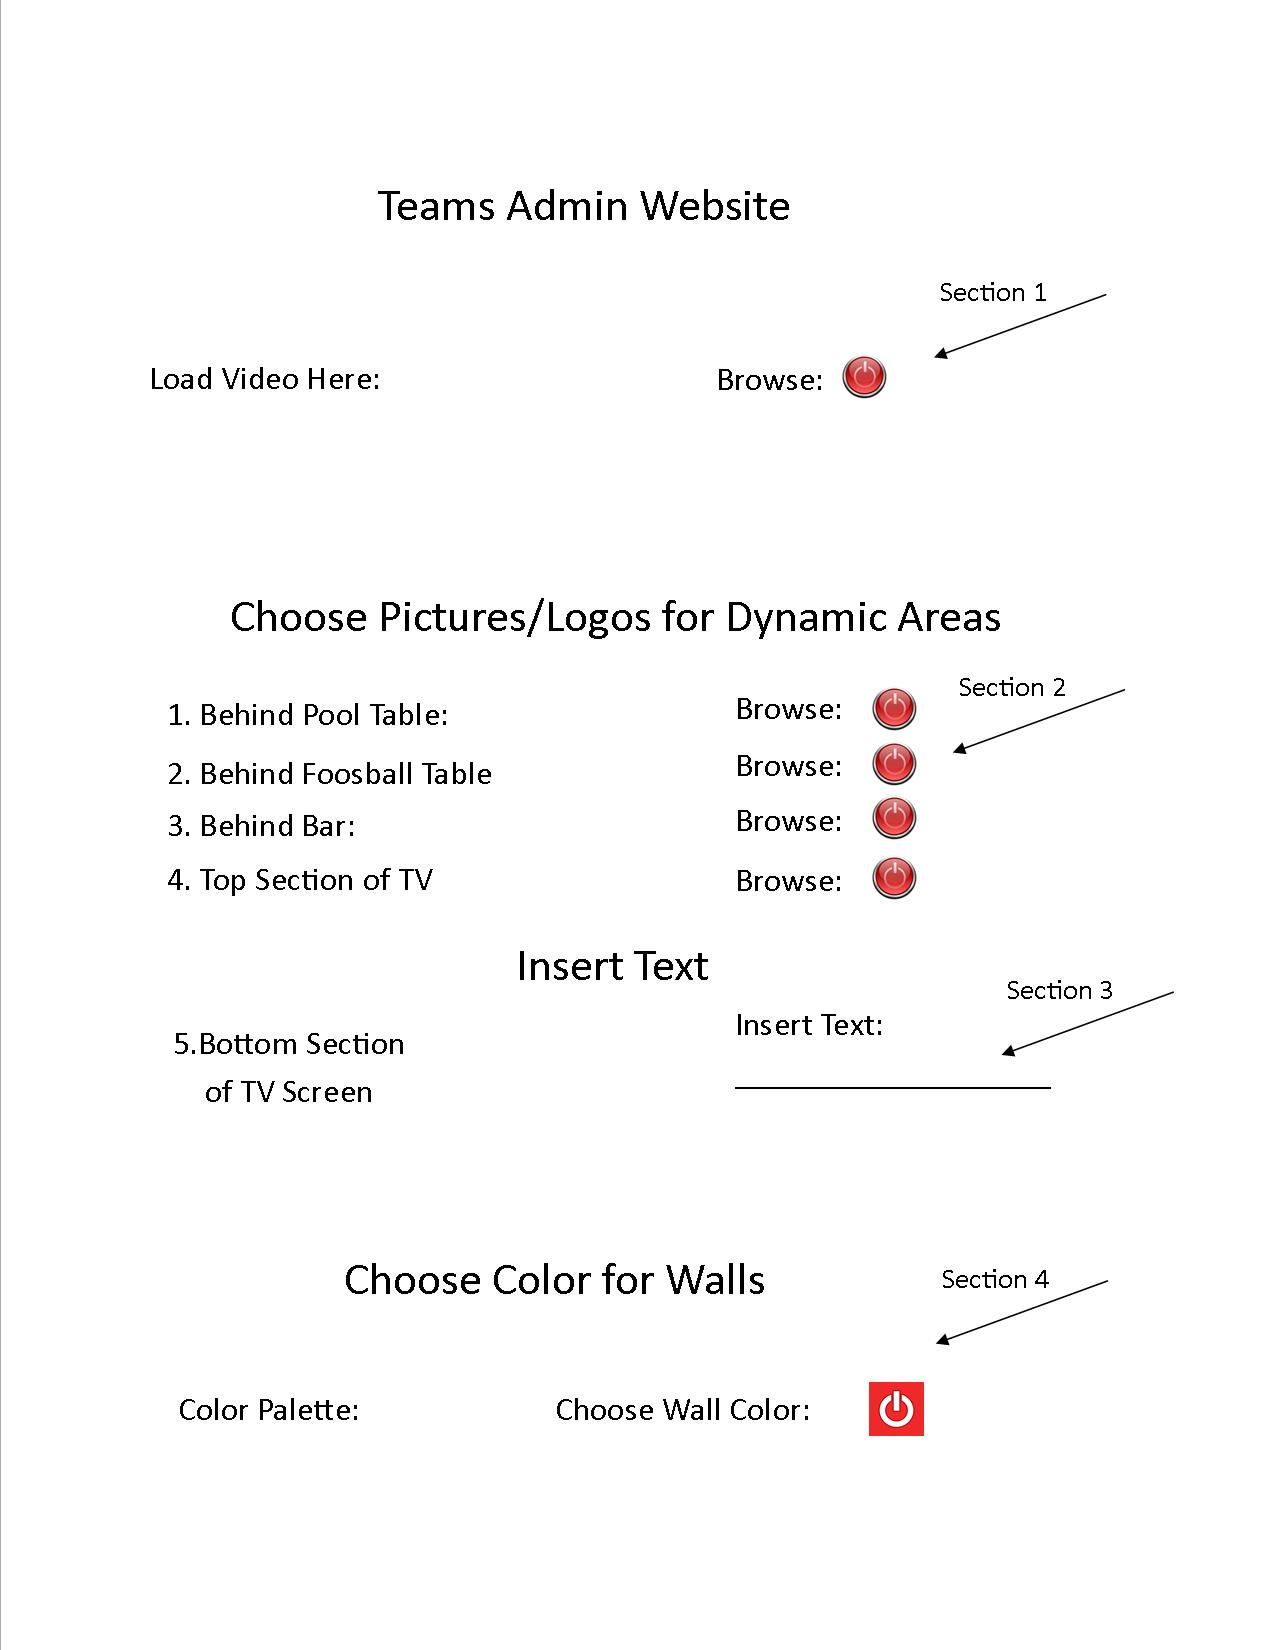 Teams Admin Website
Section 1
Load Video Here:
Browse:
Choose Pictures/Logos for Dynamic Areas
Section 2
1. Behind Pool Table:
Browse:
2. Behind Foosball Table
Browse:
3. Behind Bar:
Browse:
4. Top Section of TV
Browse:
Insert Text
Section 3
Insert Text:
5.Bottom Section
of TV Screen
Choose Color for Walls
Section 4
Color Palette:
Choose Wall Color: